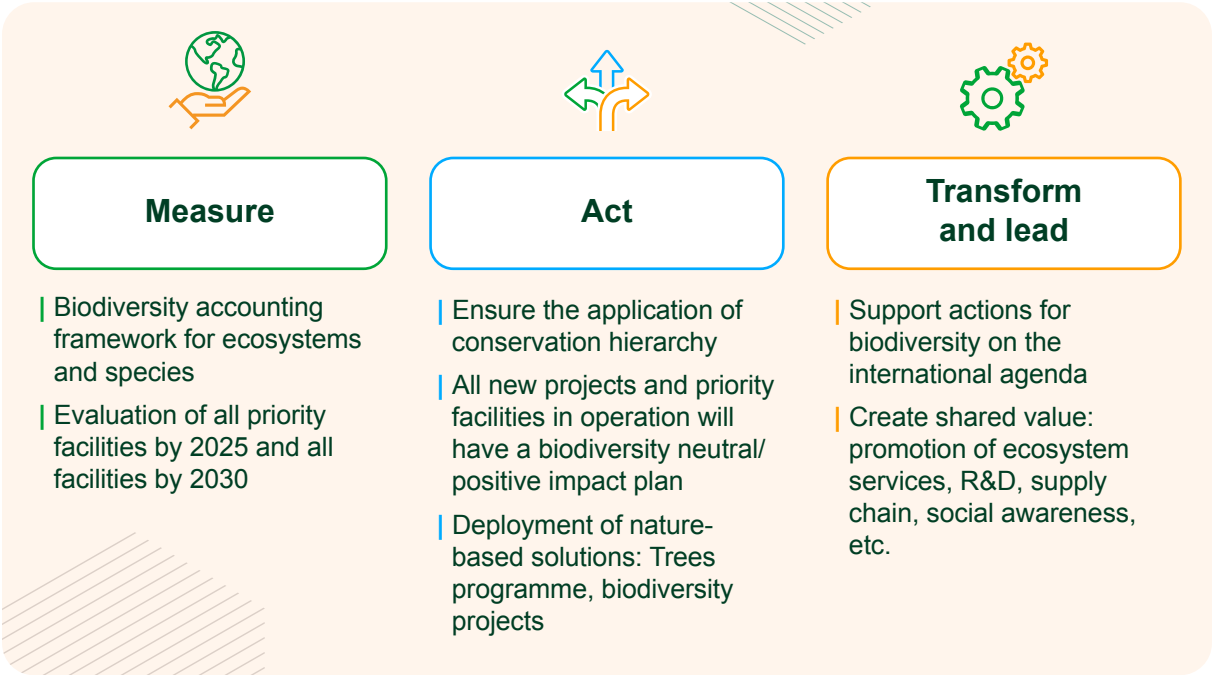 Measure
| Biodiversity accounting
framework for ecosystems
and species
| Evaluation of all priority
facilities by 2025 and all
facilities by 2030
Act
| Ensure the application of
conservation hierarchy
| All new projects and priority
facilities in operation will
have a biodiversity neutral/
positive impact plan
| Deployment of nature-
based solutions: Trees
programme, biodiversity
projects
Transform
and lead
| Support actions for
biodiversity on the
international agenda
| Create shared value:
promotion of ecosystem
services, R&D, supply
chain, social awareness,
etc.